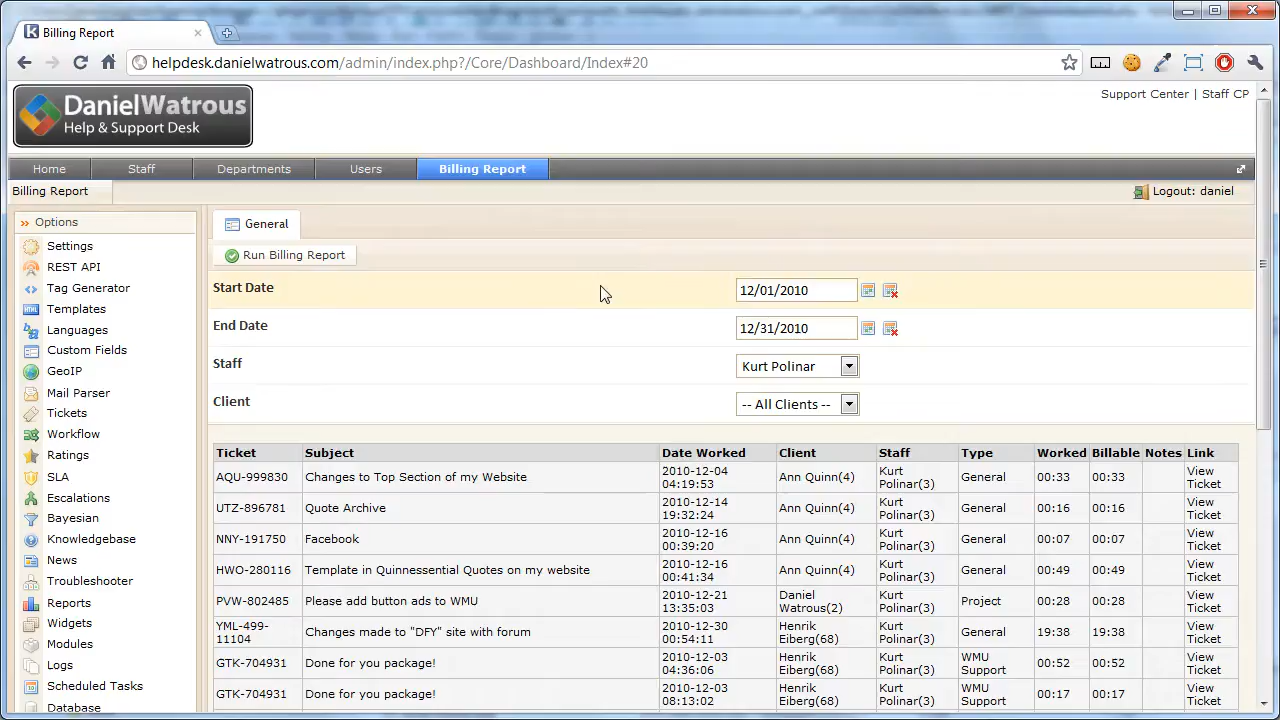 Billing Report
helpdesk.danielwatrous.com/admin/index.php?/Core/Dashboard/Index#20
DanielWatrous
Help & Support Desk
Support Center | Staff CP
Home Staff Departments Users Billing Report
Billing Report
Logout: daniel
Options
Settings
REST API
Tag Generator
Templates
Languages
Custom Fields
GeoIP
Mail Parser
Tickets
Workflow
Ratings
SLA
Escalations
Bayesian
Knowledgebase
News
Troubleshooter
Reports
Widgets
Modules
Logs
Scheduled Tasks
Database
General
Run Billing Report
Start Date 12/01/2010
End Date 12/31/2010
Staff Kurt Polinar
Client -- All Clients --
Ticket Subject Date Worked Client Staff Type Worked Billable Notes Link
AQU-999830 Changes to Top Section of my Website 2010-12-04 04:19:53 Ann Quinn(4) Kurt Polinar(3) General 00:33 00:33 View Ticket
UTZ-896781 Quote Archive 2010-12-14 19:32:24 Ann Quinn(4) Kurt Polinar(3) General 00:16 00:16 View Ticket
NNY-191750 Facebook 2010-12-16 00:39:20 Ann Quinn(4) Kurt Polinar(3) General 00:07 00:07 View Ticket
HWO-280116 Template in Quinnessential Quotes on my website 2010-12-16 00:41:34 Ann Quinn(4) Kurt Polinar(3) General 00:49 00:49 View Ticket
PVW-802485 Please add button ads to WMU 2010-12-21 13:35:03 Daniel Watrous(2) Kurt Polinar(3) Project 00:28 00:28 View Ticket
YML-499-11104 Changes made to "DFY" site with forum 2010-12-30 00:54:11 Henrik Eiberg(68) Kurt Polinar(3) General 19:38 19:38 View Ticket
GTK-704931 Done for you package! 2010-12-03 04:36:06 Henrik Eiberg(68) Kurt Polinar(3) WMU Support 00:52 00:52 View Ticket
GTK-704931 Done for you package! 2010-12-03 08:13:02 Henrik Eiberg(68) Kurt Polinar(3) WMU Support 00:17 00:17 View Ticket